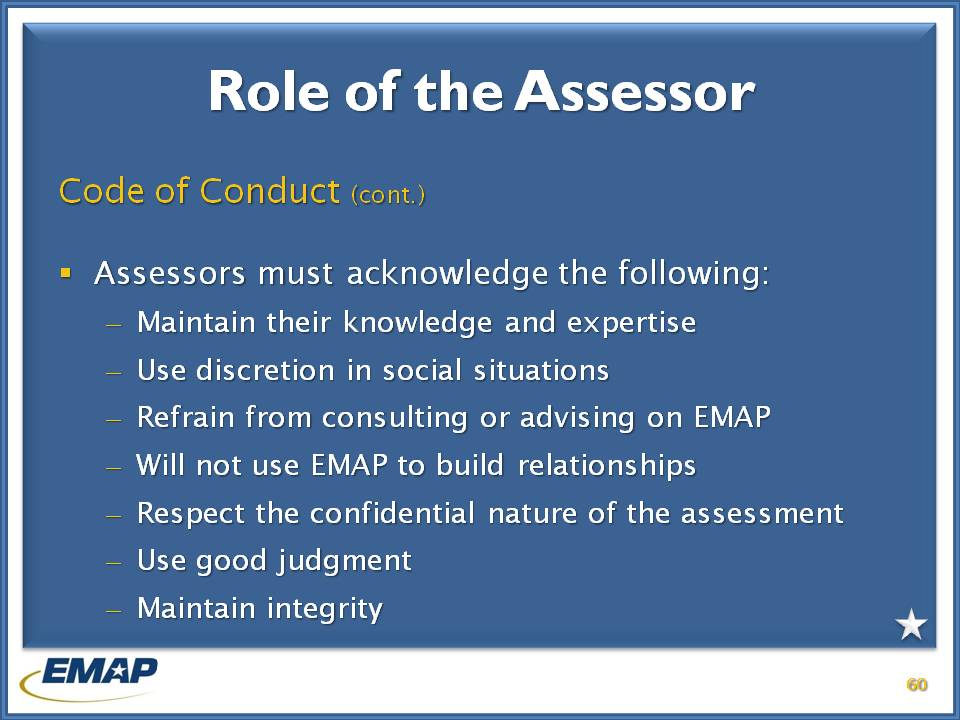 Role of the Assessor
Code of Conduct (cont.)
▪ Assessors must acknowledge the following:
– Maintain their knowledge and expertise
– Use discretion in social situations
– Refrain from consulting or advising on EMAP
– Will not use EMAP to build relationships
– Respect the confidential nature of the assessment
– Use good judgment
– Maintain integrity
EMAP
60